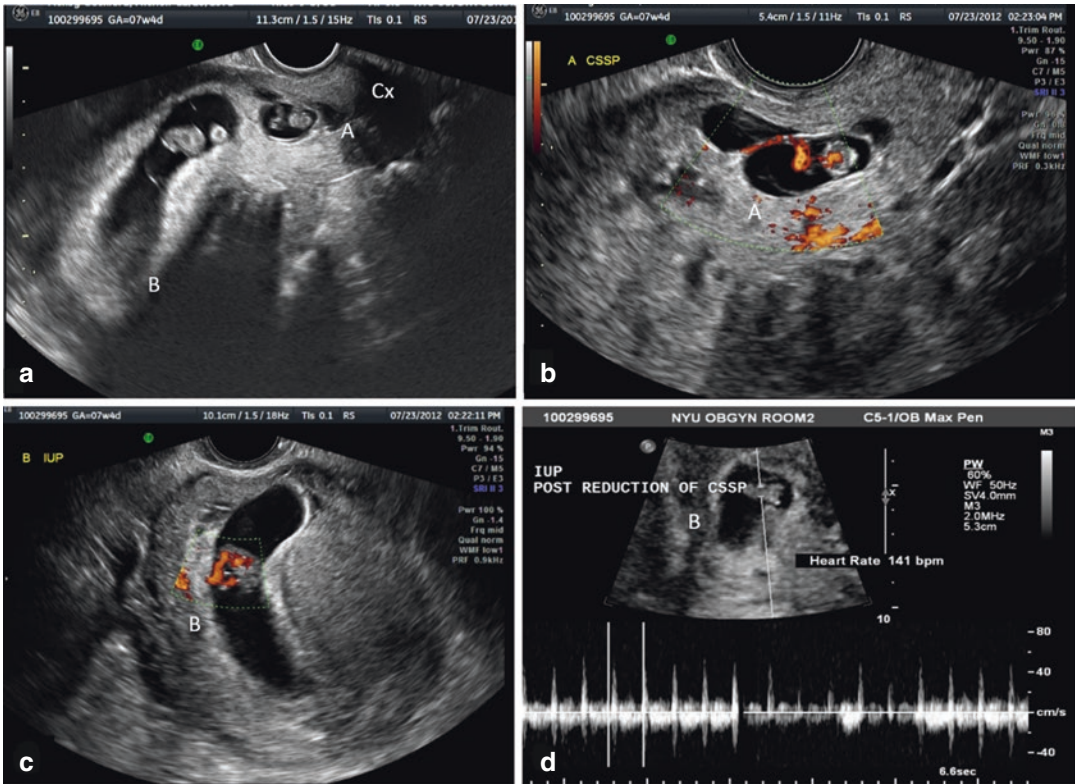 100299695 GA=07w4d 11.3cm / 1.5 / 15Hz TIs 0.1 RS 07/23/201
Cx
A
B
a
100299695 GA=07w4d 5.4cm / 1.5 / 11Hz TIs 0.1 RS 07/23/2012 02:23:04 PM
A CSSP
1.Trim Rout.
9.50 - 1.90
Pwr 87 %
Gn -15
C7 / M5
P3 / E3
SRI II 3
Frq mid
Qual norm
WMF low1
PRF 0.3kHz
A
b
100299695 GA=07w4d 10.1cm / 1.5 / 18Hz TIs 0.1 RS 07/23/2012 02:22:11 PM
B IUP
1.Trim Rout.
9.50 - 1.90
Pwr 94 %
Gn -15
C7 / M5
P3 / E3
SRI II 3
Pwr 100 %
Gn -1.4
Frq mid
Qual norm
WMF low1
PRF 0.9kHz
B
c
100299695 NYU OBGYN ROOM2 C5-1/OB Max Pen
M3
IUP
POST REDUCTION OF CSSP
B
PW
60%
WF 50Hz
SV4.0mm
M3
2.0MHz
5.3cm
x
Heart Rate 141 bpm
10
80
40
cm/s
-40
6.6sec
d